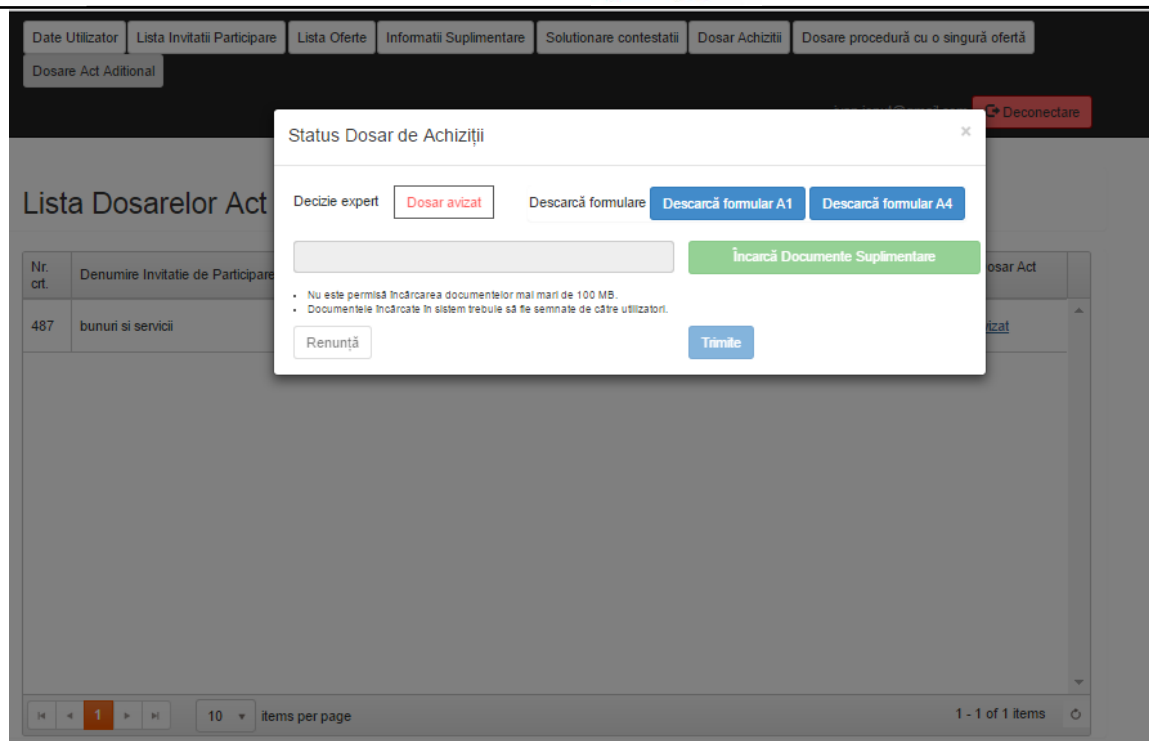 Date Utilizator Lista Invitatii Participare Lista Oferte Informatii Suplimentare Solutionare contestatii Dosar Achizitii Dosare procedură cu o singură ofertă
Dosare Act Aditional
Deconectare
Status Dosar de Achiziții ×
Lista Dosarelor Act
Decizie expert Dosar avizat Descarcă formulare Descarcă formular A1 Descarcă formular A4
Încarcă Documente Suplimentare
Nr. crt. Denumire Invitatie de Participare osar Act
• Nu este permisă încărcarea documentelor mai mari de 100 MB.
• Documentele încărcate în sistem trebuie să fie semnate de către utilizatori.
487 bunuri si servicii izat
Renunță Trimite
1 10 items per page 1 - 1 of 1 items